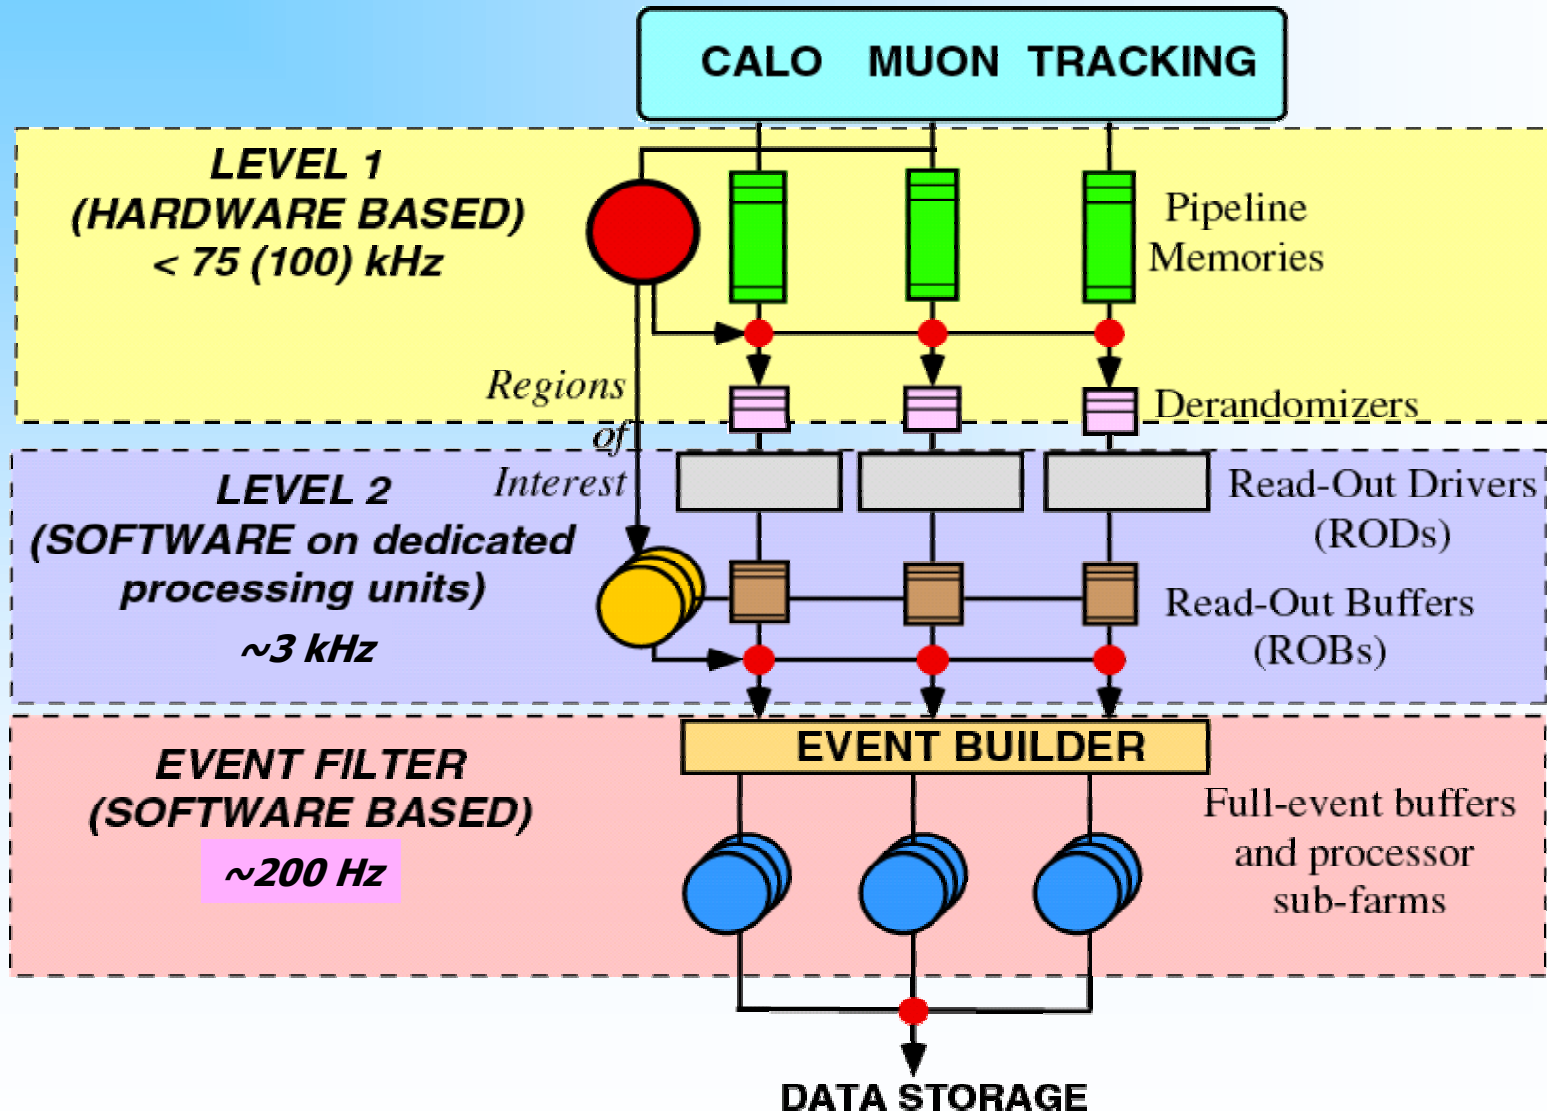 CALO MUON TRACKING
LEVEL 1
(HARDWARE BASED)
< 75 (100) kHz
Pipeline
Memories
Regions
of
Interest
Derandomizers
LEVEL 2
(SOFTWARE on dedicated
processing units)
~3 kHz
Read-Out Drivers
(RODs)
Read-Out Buffers
(ROBs)
EVENT BUILDER
EVENT FILTER
(SOFTWARE BASED)
~200 Hz
Full-event buffers
and processor
sub-farms
DATA STORAGE